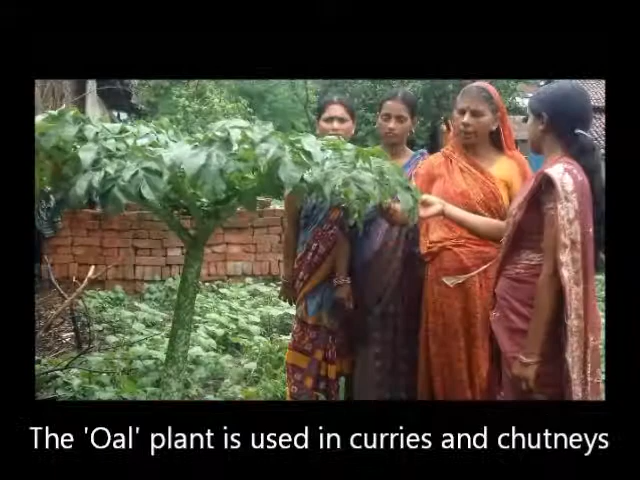 The 'Oal' plant is used in curries and chutneys